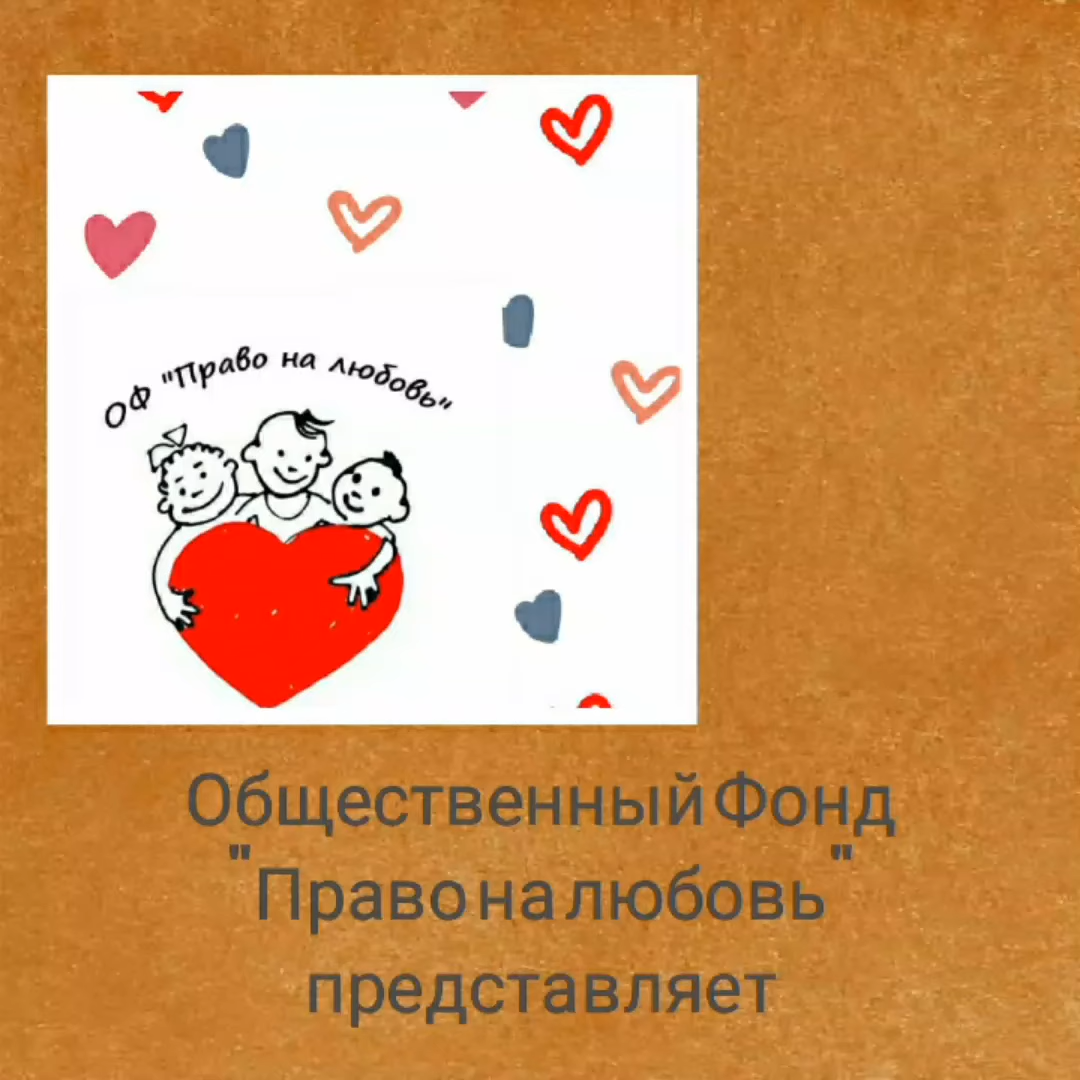 ОФ "Право на любовь"
Общественный Фонд
"Право на любовь"
представляет